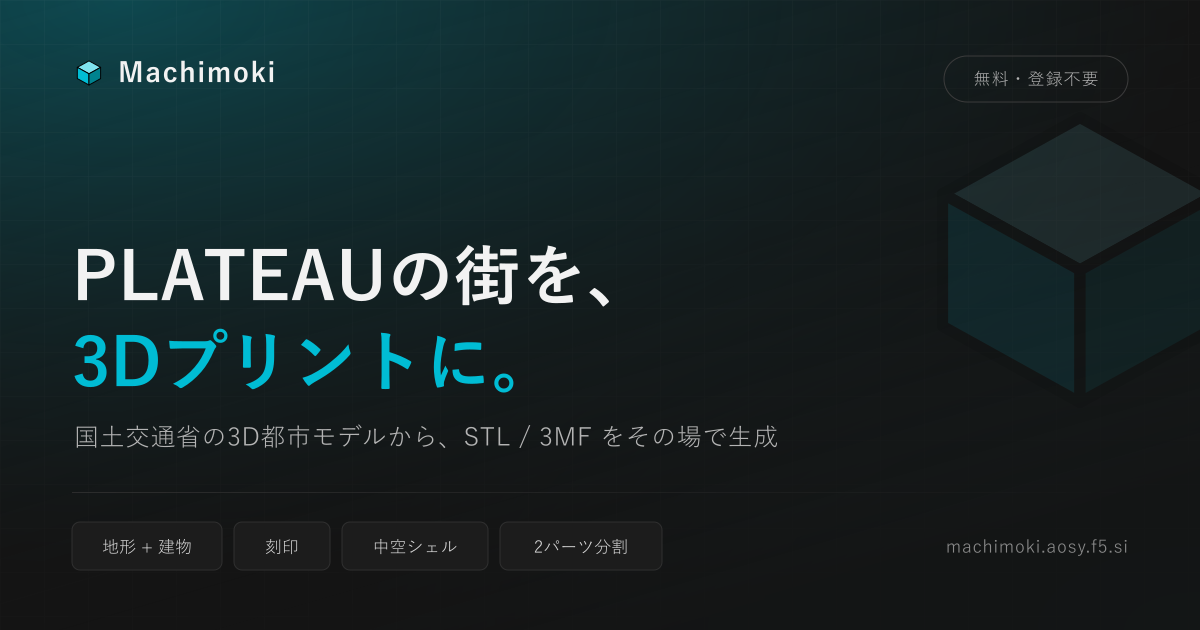 Machimoki
無料・登録不要
PLATEAUの街を、
3Dプリントに。
国土交通省の3D都市モデルから、STL / 3MF をその場で生成
地形 + 建物
刻印
中空シェル
2パーツ分割
machimoki.aosy.f5.si